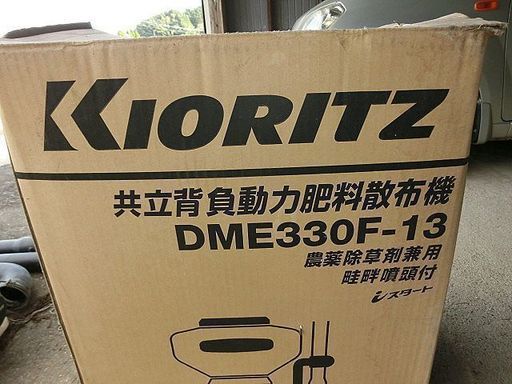 KIORITZ
共立背負動力肥料散布機
DME330F-13
農薬除草剤兼用
畦畔噴頭付
iスタート